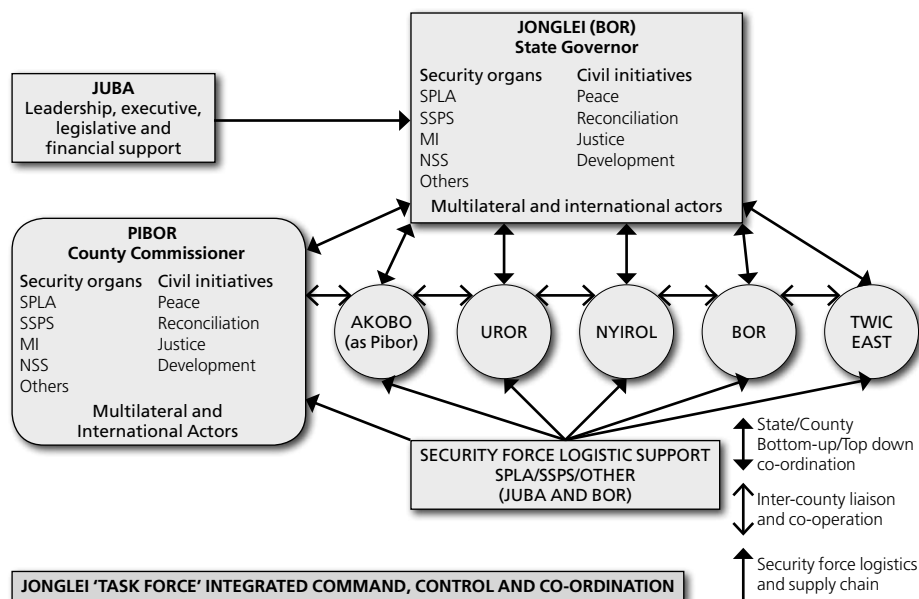 JONGLEI (BOR)
State Governor
Security organs
SPLA
SSPS
MI
NSS
Others
Civil initiatives
Peace
Reconciliation
Justice
Development
Multilateral and international actors
JUBA
Leadership, executive,
legislative and
financial support
PIBOR
County Commissioner
Security organs
SPLA
SSPS
MI
NSS
Others
Civil initiatives
Peace
Reconciliation
Justice
Development
Multilateral and
International Actors
AKOBO
(as Pibor)
UROR
NYIROL
BOR
TWIC
EAST
SECURITY FORCE LOGISTIC SUPPORT
SPLA/SSPS/OTHER
(JUBA AND BOR)
State/County
Bottom-up/Top down
co-ordination
Inter-county liaison
and co-operation
Security force logistics
and supply chain
JONGLEI 'TASK FORCE' INTEGRATED COMMAND, CONTROL AND CO-ORDINATION